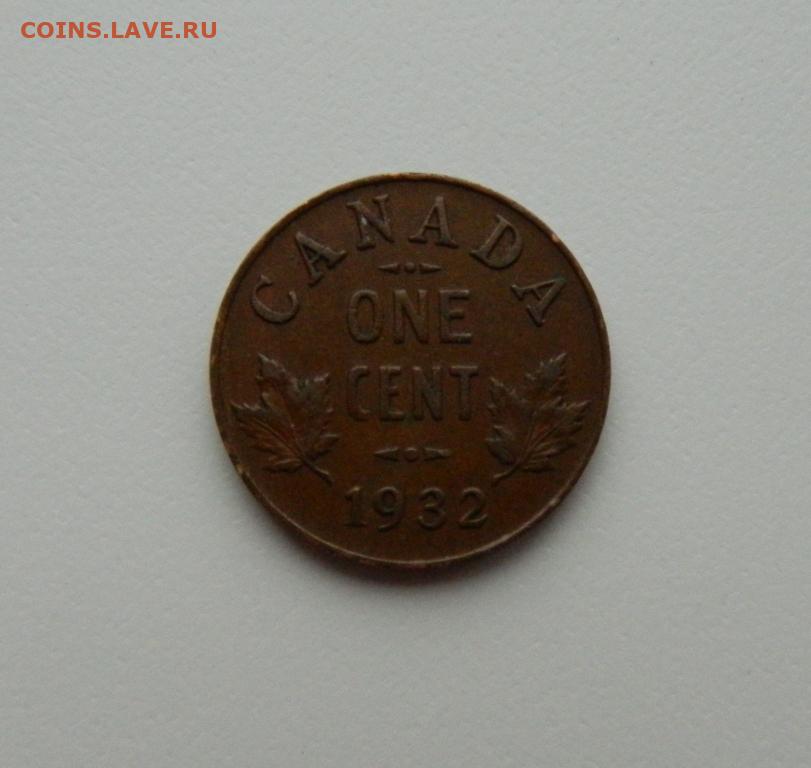 COINS.LAVE.RU
CANADA
ONE
CENT
1932